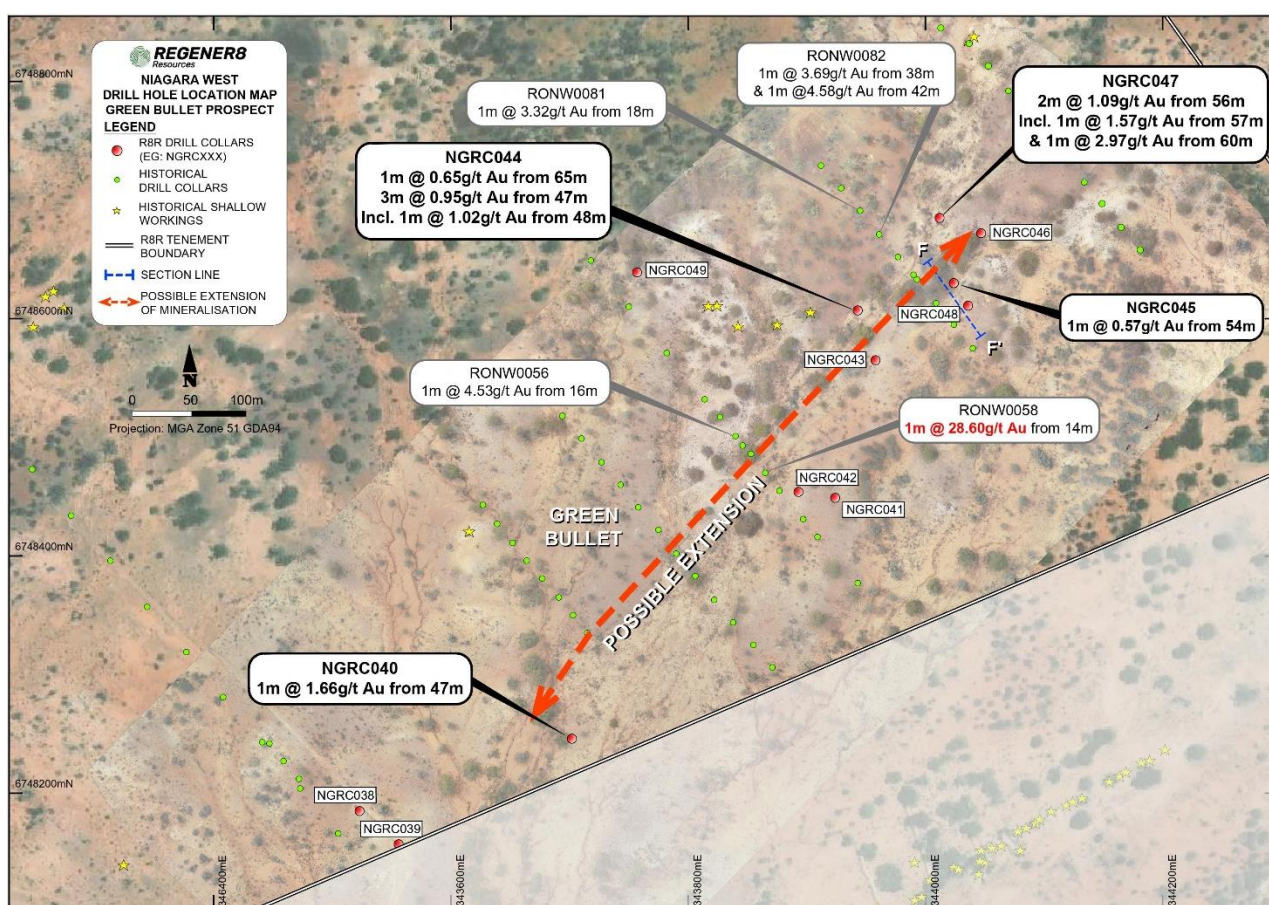 REGENER8
Resources
NIAGARA WEST
DRILL HOLE LOCATION MAP
GREEN BULLET PROSPECT
LEGEND
R8R DRILL COLLARS
(EG: NGRCXXX)
HISTORICAL
DRILL COLLARS
HISTORICAL SHALLOW
WORKINGS
R8R TENEMENT
BOUNDARY
SECTION LINE
POSSIBLE EXTENSION
OF MINERALISATION
N
0 50 100m
Projection: MGA Zone 51 GDA94
6748800mN
6748600mN
6748400mN
6748200mN
346400mE
343600mE
343800mE
344000mE
344200mE
RONW0082
1m @ 3.69g/t Au from 38m
& 1m @4.58g/t Au from 42m
RONW0081
1m @ 3.32g/t Au from 18m
NGRC047
2m @ 1.09g/t Au from 56m
Incl. 1m @ 1.57g/t Au from 57m
& 1m @ 2.97g/t Au from 60m
NGRC044
1m @ 0.65g/t Au from 65m
3m @ 0.95g/t Au from 47m
Incl. 1m @ 1.02g/t Au from 48m
NGRC046
F
NGRC049
NGRC045
1m @ 0.57g/t Au from 54m
NGRC048
F'
NGRC043
RONW0056
1m @ 4.53g/t Au from 16m
RONW0058
1m @ 28.60g/t Au from 14m
NGRC042
NGRC041
GREEN
BULLET
POSSIBLE EXTENSION
NGRC040
1m @ 1.66g/t Au from 47m
NGRC038
NGRC039